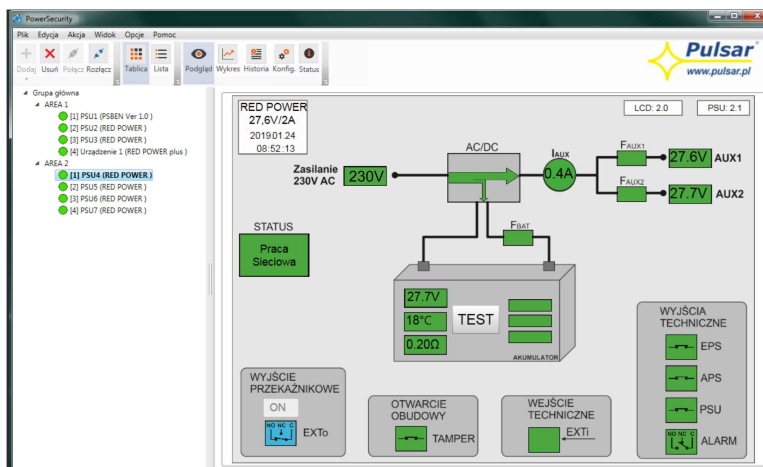 PowerSecurity
Plik Edycja Akcja Widok Opcje Pomoc
Dodaj Usuń Połącz Rozłącz Tablica Lista Podgląd Wykres Historia Konfig. Status
Pulsar®
www.pulsar.pl
Grupa główna
AREA 1
[1] PSU1 (PSBEN Ver 1.0 )
[2] PSU2 (RED POWER )
[3] PSU3 (RED POWER )
[4] Urządzenie 1 (RED POWER plus )
AREA 2
[1] PSU4 (RED POWER )
[2] PSU5 (RED POWER )
[3] PSU6 (RED POWER )
[4] PSU7 (RED POWER )
RED POWER
27,6V/2A
2019.01.24
08:52:13
LCD: 2.0
PSU: 2.1
AC/DC
IAUX
FAUX1
Zasilanie
230V AC
230V
0.4A
27.6V AUX1
FAUX2
27.7V AUX2
FBAT
STATUS
Praca
Sieciowa
27.7V
18°C
0.20Ω
TEST
AKUMULATOR
WYJŚCIA
TECHNICZNE
EPS
APS
PSU
NO NC C
ALARM
WYJŚCIE
PRZEKAŹNIKOWE
ON
NO NC C
EXTo
OTWARCIE
OBUDOWY
TAMPER
WEJŚCIE
TECHNICZNE
EXTi